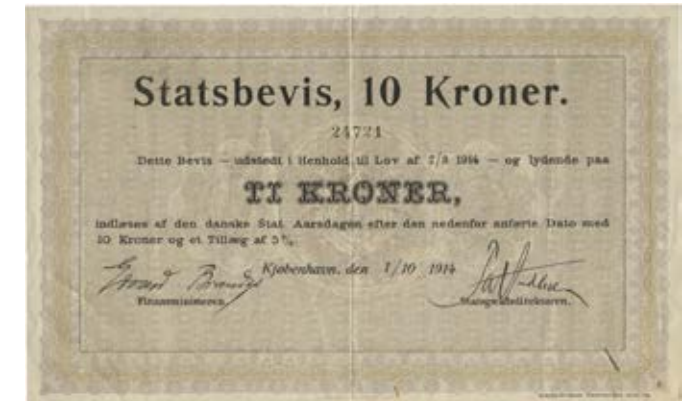 Statsbevis, 10 Kroner.
24721
Dette Bevis — udstedt i Henhold til Lov af 2/8 1914 — og lydende paa
TI KRONER,
indløses af den danske Stat Aarsdagen efter den nedenfor anførte Dato med
10 Kroner og et Tillæg af 5 %.
Kjøbenhavn, den 1/10 1914
Edvard Brandes
Finansministeren. Statsgældsdirektøren.